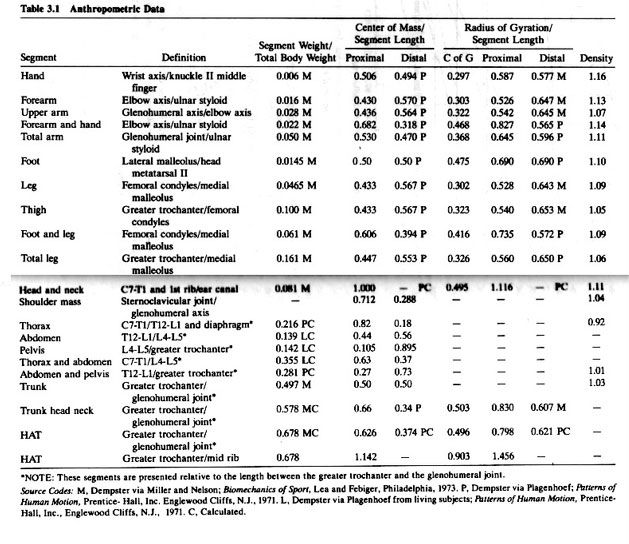 Table 3.1 Anthropometric Data
Center of Mass/ Radius of Gyration/
Segment Weight/ Segment Length Segment Length
Segment Definition Total Body Weight Proximal Distal C of G Proximal Distal Density
Hand Wrist axis/knuckle II middle 0.006 M 0.506 0.494 P 0.297 0.587 0.577 M 1.16
finger
Forearm Elbow axis/ulnar styloid 0.016 M 0.430 0.570 P 0.303 0.526 0.647 M 1.13
Upper arm Glenohumeral axis/elbow axis 0.028 M 0.436 0.564 P 0.322 0.542 0.645 M 1.07
Forearm and hand Elbow axis/ulnar styloid 0.022 M 0.682 0.318 P 0.468 0.827 0.565 P 1.14
Total arm Glenohumeral joint/ulnar 0.050 M 0.530 0.470 P 0.368 0.645 0.596 P 1.11
styloid
Foot Lateral malleolus/head 0.0145 M 0.50 0.50 P 0.475 0.690 0.690 P 1.10
metatarsal II
Leg Femoral condyles/medial 0.0465 M 0.433 0.567 P 0.302 0.528 0.643 M 1.09
malleolus
Thigh Greater trochanter/femoral 0.100 M 0.433 0.567 P 0.323 0.540 0.653 M 1.05
condyles
Foot and leg Femoral condyles/medial 0.061 M 0.606 0.394 P 0.416 0.735 0.572 P 1.09
malleolus
Total leg Greater trochanter/medial 0.161 M 0.447 0.553 P 0.326 0.560 0.650 P 1.06
malleolus
Head and neck C7-T1 and 1st rib/ear canal 0.081 M 1.000 — PC 0.495 1.116 — PC 1.11
Shoulder mass Sternoclavicular joint/ — 0.712 0.288 — — — 1.04
glenohumeral axis
Thorax C7-T1/T12-L1 and diaphragm* 0.216 PC 0.82 0.18 — — — 0.92
Abdomen T12-L1/L4-L5* 0.139 LC 0.44 0.56 — — — —
Pelvis L4-L5/greater trochanter* 0.142 LC 0.105 0.895 — — — —
Thorax and abdomen C7-T1/L4-L5* 0.355 LC 0.63 0.37 — — — —
Abdomen and pelvis T12-L1/greater trochanter* 0.281 PC 0.27 0.73 — — — 1.01
Trunk Greater trochanter/ 0.497 M 0.50 0.50 — — — 1.03
glenohumeral joint*
Trunk head neck Greater trochanter/ 0.578 MC 0.66 0.34 P 0.503 0.830 0.607 M —
glenohumeral joint*
HAT Greater trochanter/ 0.678 MC 0.626 0.374 PC 0.496 0.798 0.621 PC —
glenohumeral joint*
HAT Greater trochanter/mid rib 0.678 1.142 — 0.903 1.456 — —
*NOTE: These segments are presented relative to the length between the greater trochanter and the glenohumeral joint.
Source Codes: M, Dempster via Miller and Nelson; Biomechanics of Sport, Lea and Febiger, Philadelphia, 1973. P, Dempster via Plagenhoef; Patterns of
Human Motion, Prentice- Hall, Inc. Englewood Cliffs, N.J., 1971. L, Dempster via Plagenhoef from living subjects; Patterns of Human Motion, Prentice-
Hall, Inc., Englewood Cliffs, N.J., 1971. C, Calculated.